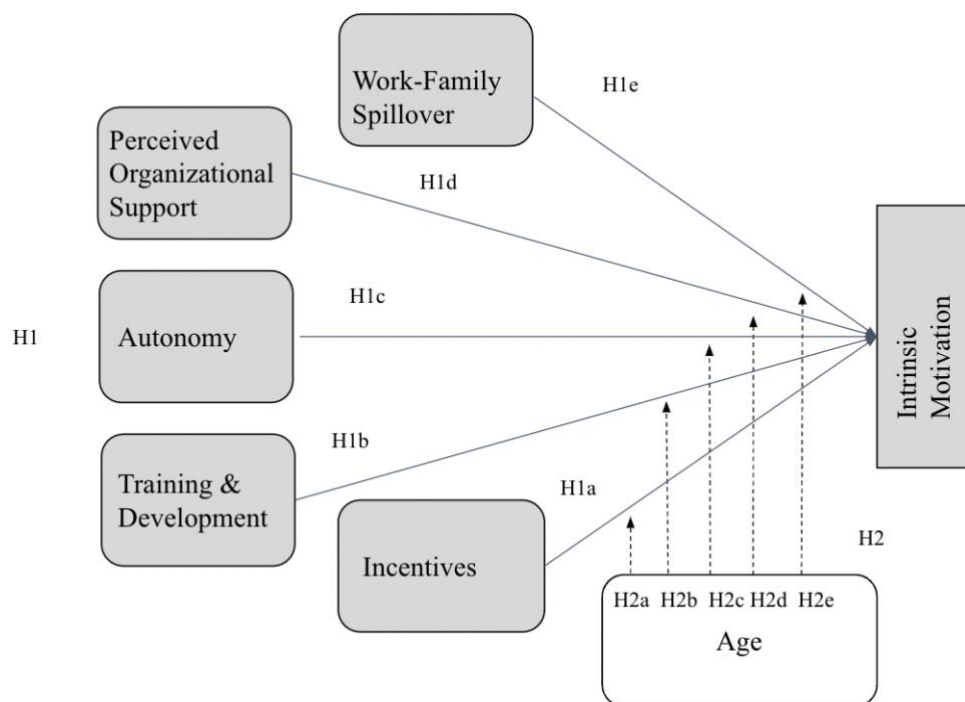 Work-Family
Spillover
H1e
Perceived
Organizational
Support
H1d
H1c
H1
Autonomy
Intrinsic
Motivation
H1b
Training &
Development
H1a
Incentives
H2
H2a H2b H2c H2d H2e
Age